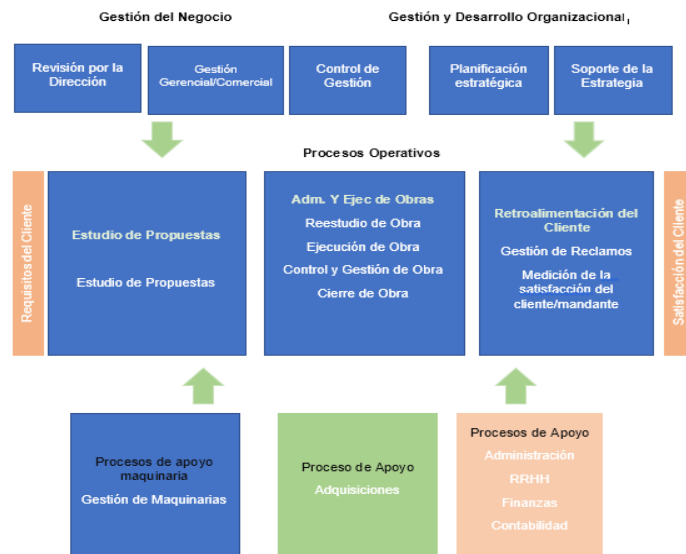 Gestión del Negocio
Gestión y Desarrollo Organizacional,
Revisión por la
Dirección
Gestión
Gerencial/Comercial
Control de
Gestión
Planificación
estratégica
Soporte de la
Estrategia
Procesos Operativos
Requisitos del Cliente
Estudio de Propuestas
Estudio de Propuestas
Adm. Y Ejec de Obras
Reestudio de Obra
Ejecución de Obra
Control y Gestión de Obra
Cierre de Obra
Retroalimentación del
Cliente
Gestión de Reclamos
Medición de la
satisfacción del
cliente/mandante
Satisfacción del Cliente
Procesos de apoyo
maquinaria
Gestión de Maquinarias
Proceso de Apoyo
Adquisiciones
Procesos de Apoyo
Administración
RRHH
Finanzas
Contabilidad